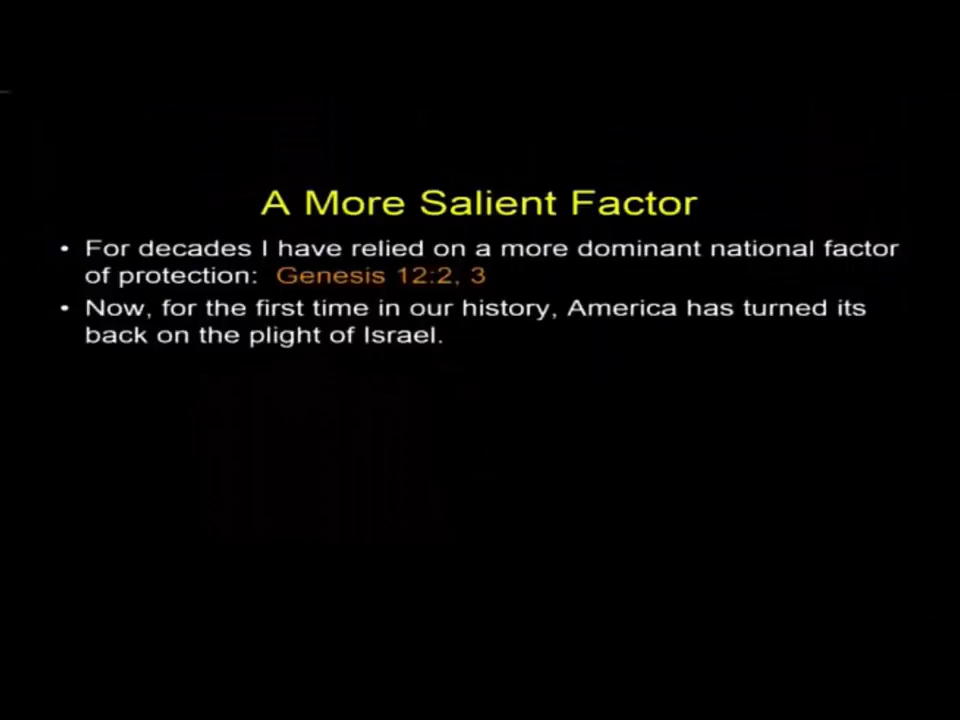 A More Salient Factor
• For decades I have relied on a more dominant national factor
of protection: Genesis 12:2, 3
• Now, for the first time in our history, America has turned its
back on the plight of Israel.